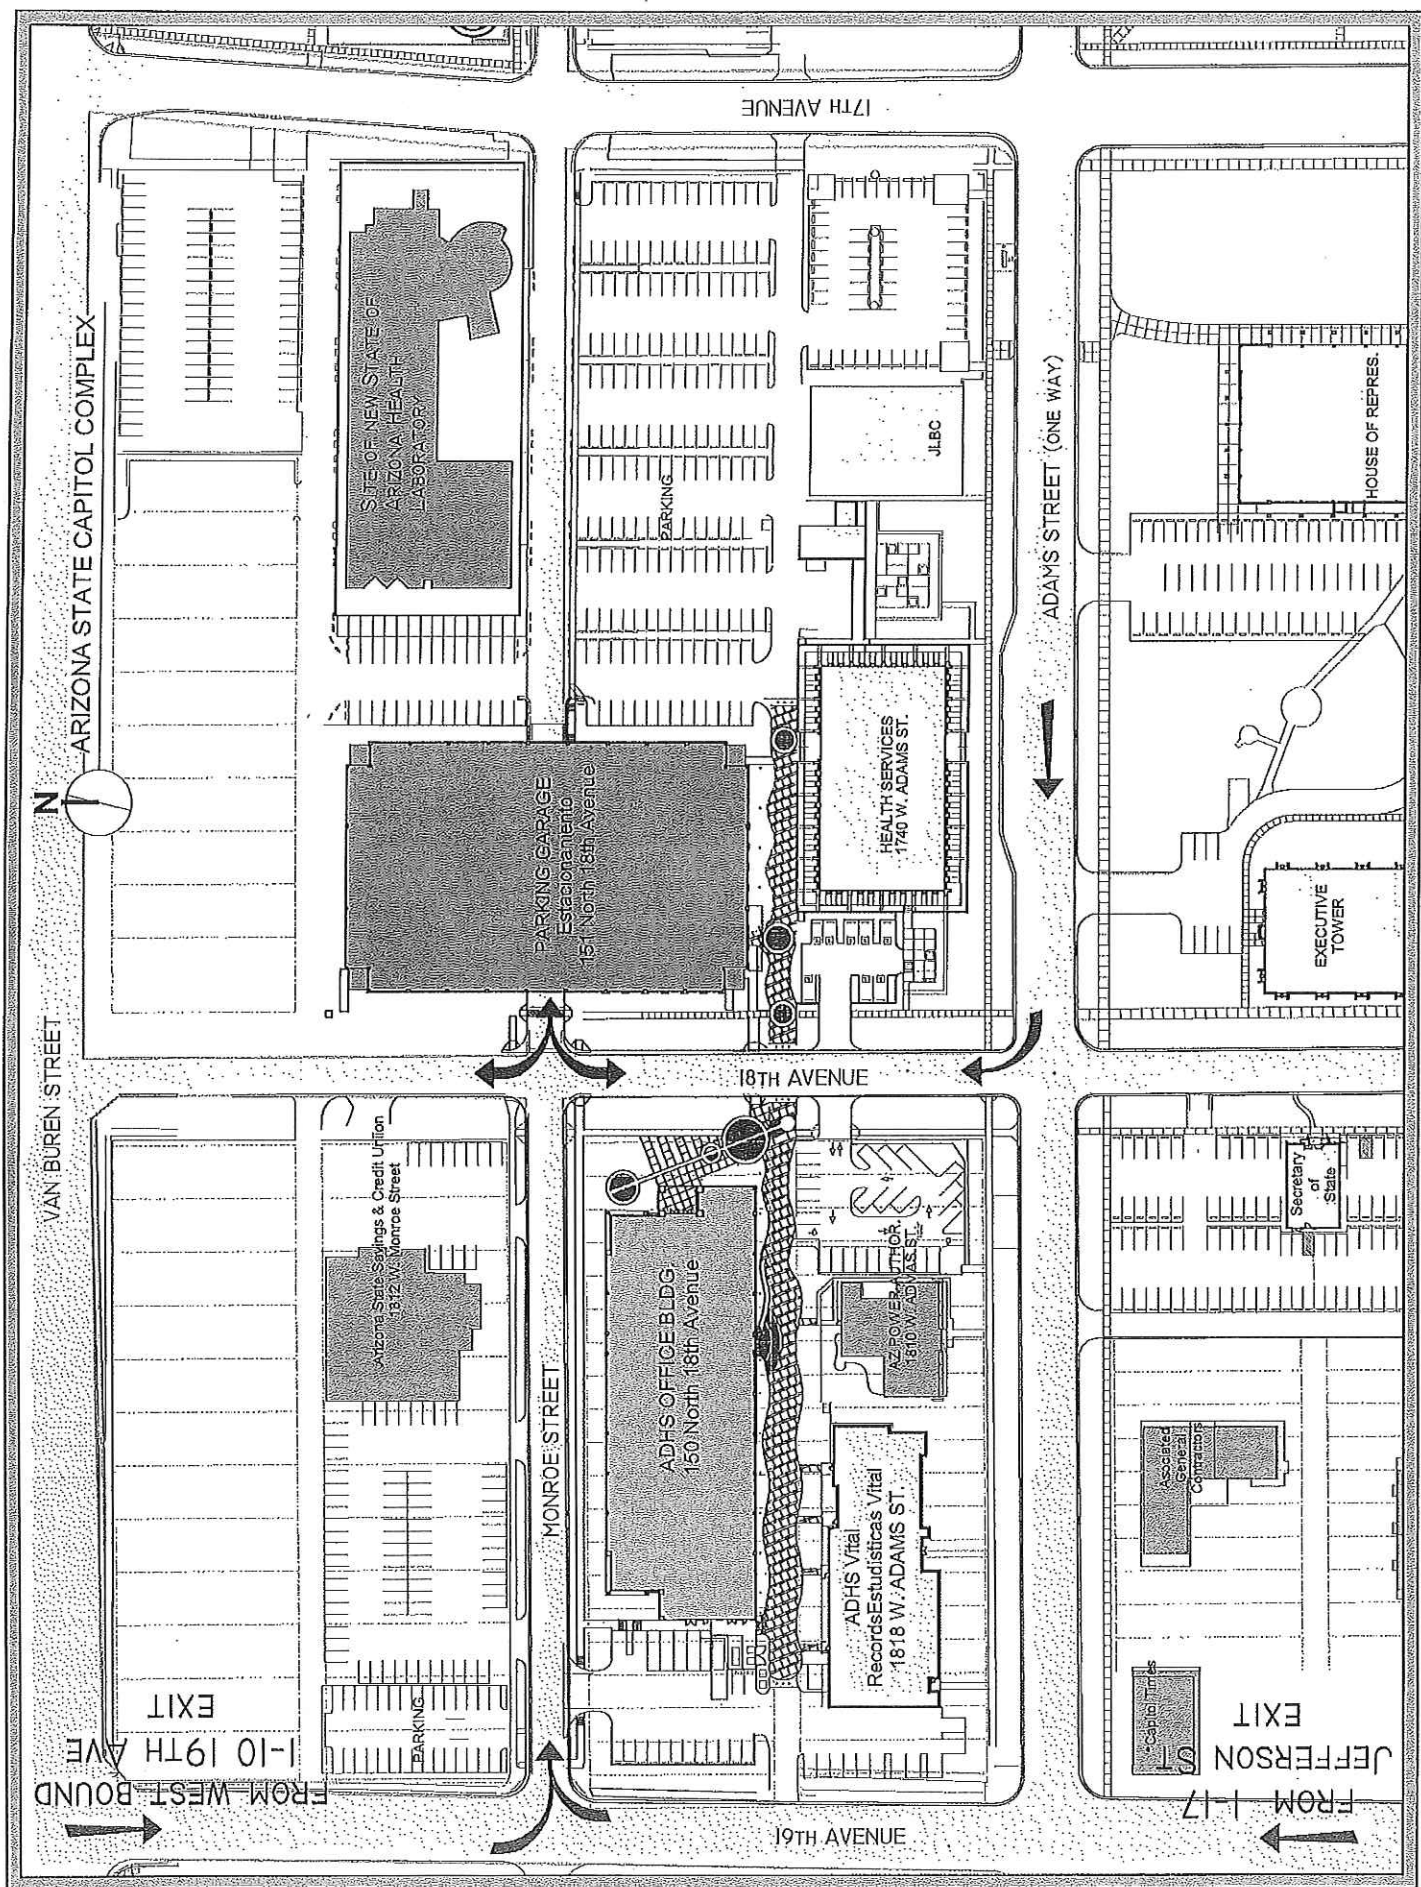 ARIZONA STATE CAPITOL COMPLEX
N
VAN BUREN STREET
17TH AVENUE
SITE OF NEW STATE OF
ARIZONA HEALTH
LABORATORY
PARKING
JLBC
ADAMS STREET (ONE WAY)
HOUSE OF REPRES.
PARKING GARAGE
Estacionamiento
151 North 18th Avenue
HEALTH SERVICES
1740 W. ADAMS ST.
EXECUTIVE
TOWER
18TH AVENUE
Arizona State Savings & Credit Union
1812 W. Monroe Street
MONROE STREET
ADHS OFFICE BLDG.
150 North 18th Avenue
AZ POWER AUTHOR.
1810 W. ADMAS ST.
Secretary
of
State
ADHS Vital
RecordsEstudisticas Vital
1818 W. ADAMS ST.
Asociated
General
Contractors
Capitol Times
PARKING
FROM WEST BOUND
I-10 19TH AVE
EXIT
19TH AVENUE
FROM I-17
JEFFERSON ST
EXIT